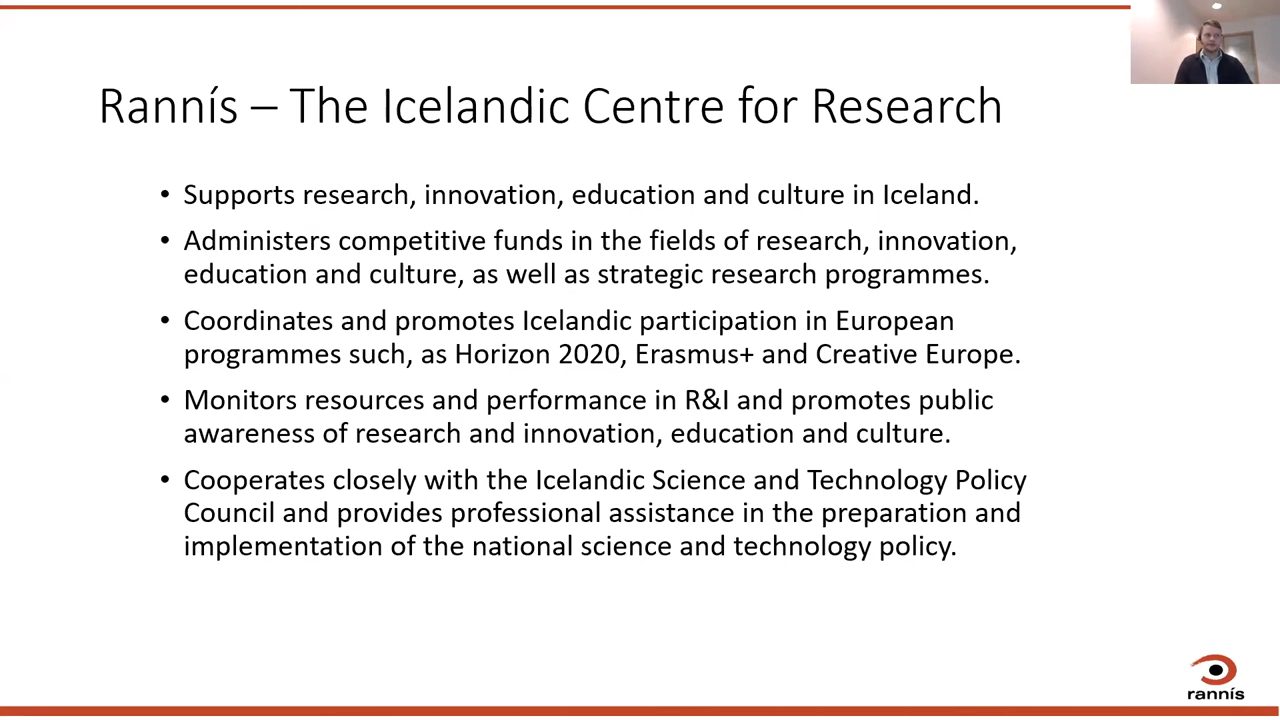 Rannís – The Icelandic Centre for Research
• Supports research, innovation, education and culture in Iceland.
• Administers competitive funds in the fields of research, innovation,
education and culture, as well as strategic research programmes.
• Coordinates and promotes Icelandic participation in European
programmes such, as Horizon 2020, Erasmus+ and Creative Europe.
• Monitors resources and performance in R&I and promotes public
awareness of research and innovation, education and culture.
• Cooperates closely with the Icelandic Science and Technology Policy
Council and provides professional assistance in the preparation and
implementation of the national science and technology policy.
rannís